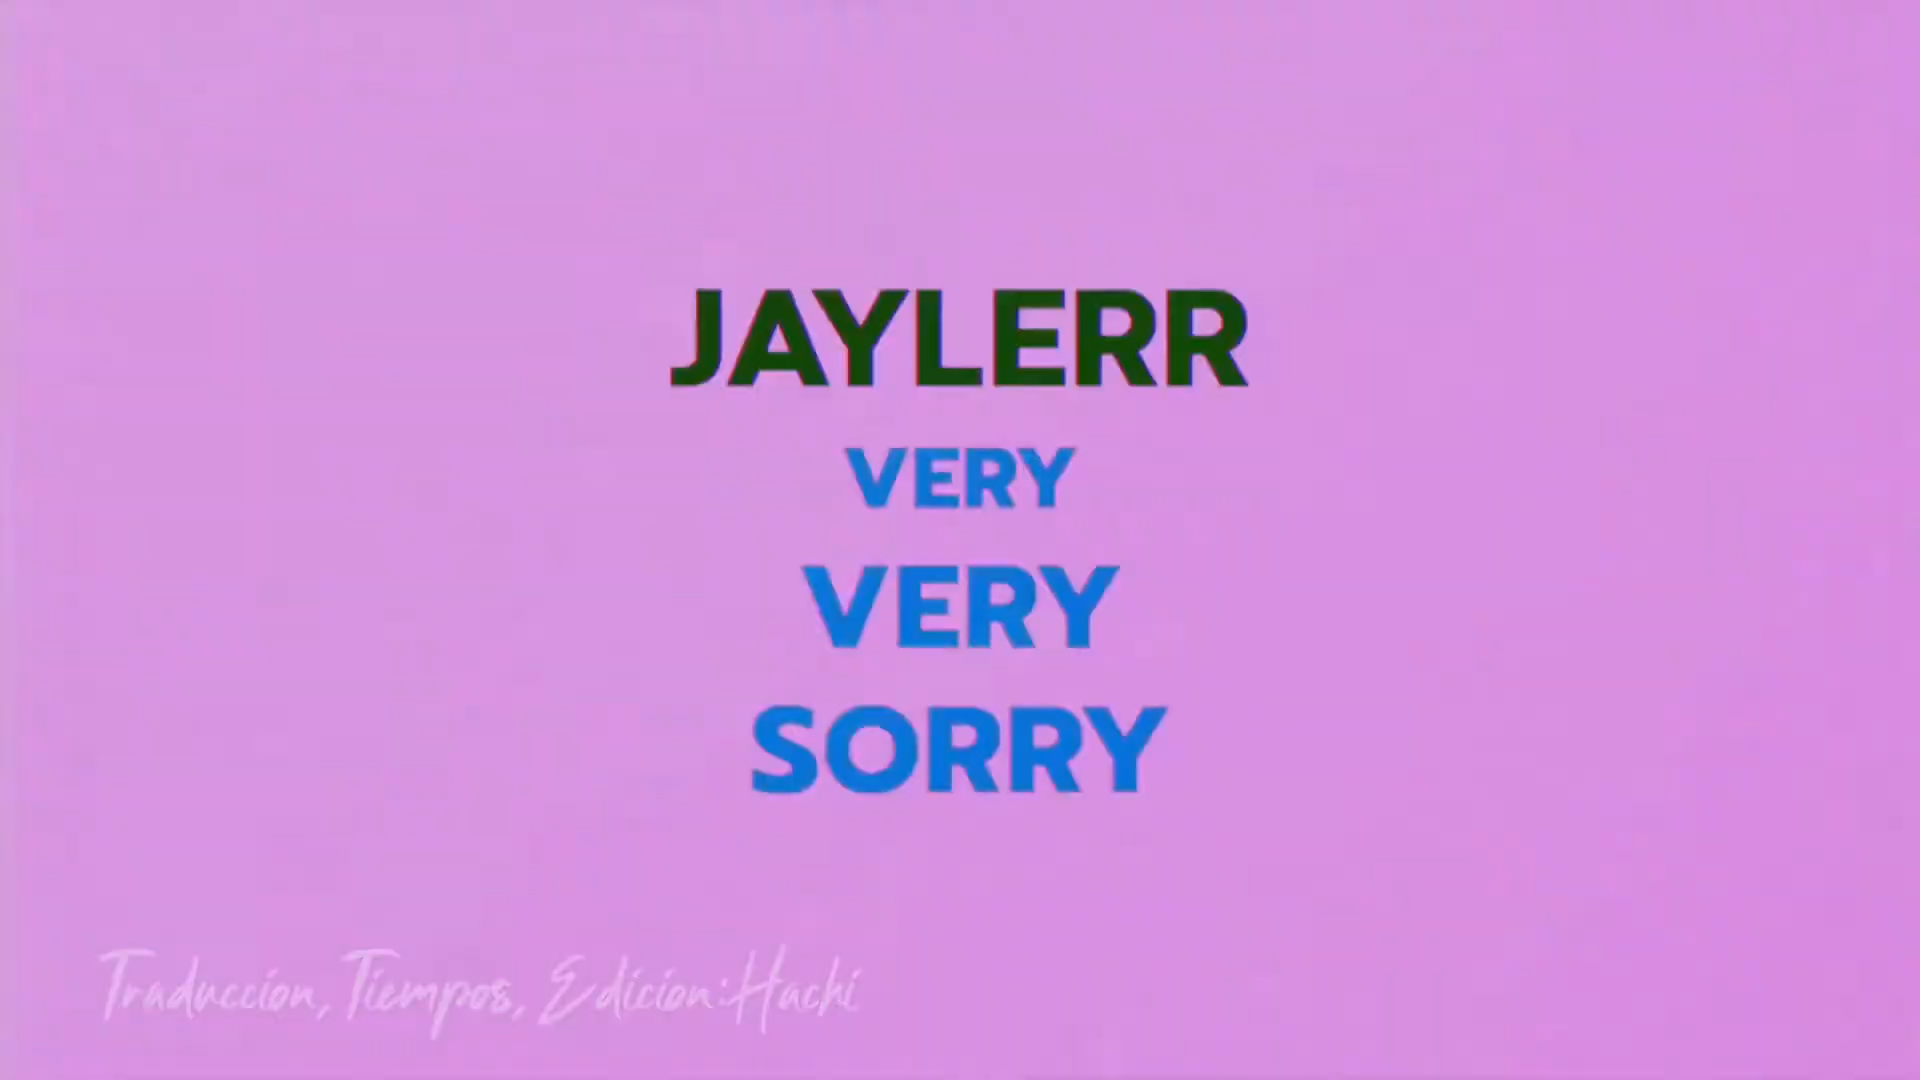 JAYLERR
VERY
VERY
SORRY
Traduccion, Tiempos, Edicion:Hachi